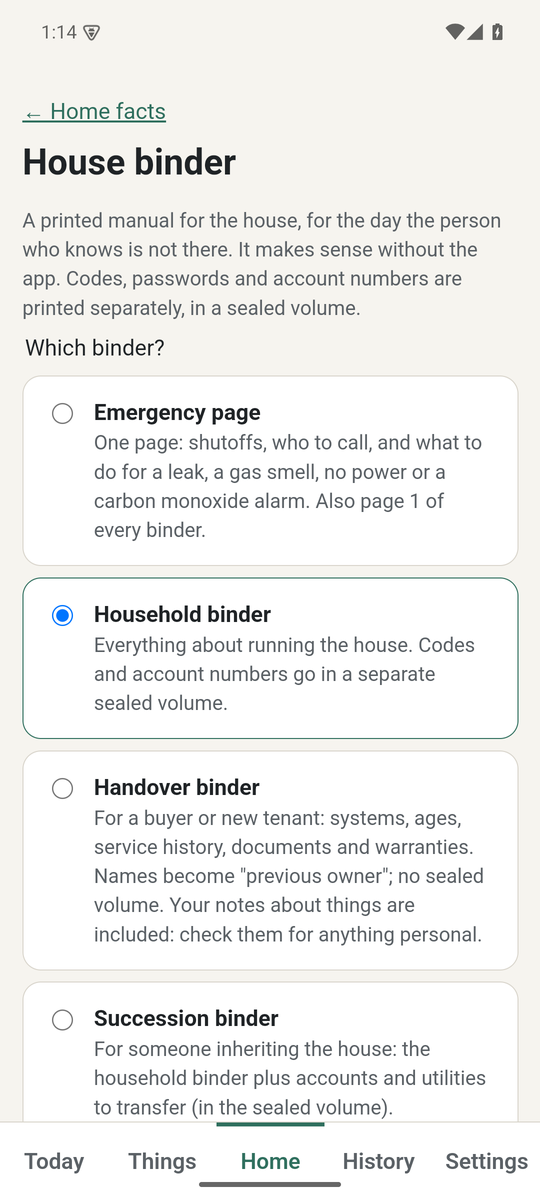 1:14
← Home facts
House binder
A printed manual for the house, for the day the person
who knows is not there. It makes sense without the
app. Codes, passwords and account numbers are
printed separately, in a sealed volume.
Which binder?
Emergency page
One page: shutoffs, who to call, and what to
do for a leak, a gas smell, no power or a
carbon monoxide alarm. Also page 1 of
every binder.
Household binder
Everything about running the house. Codes
and account numbers go in a separate
sealed volume.
Handover binder
For a buyer or new tenant: systems, ages,
service history, documents and warranties.
Names become "previous owner"; no sealed
volume. Your notes about things are
included: check them for anything personal.
Succession binder
For someone inheriting the house: the
household binder plus accounts and utilities
to transfer (in the sealed volume).
Today Things Home History Settings